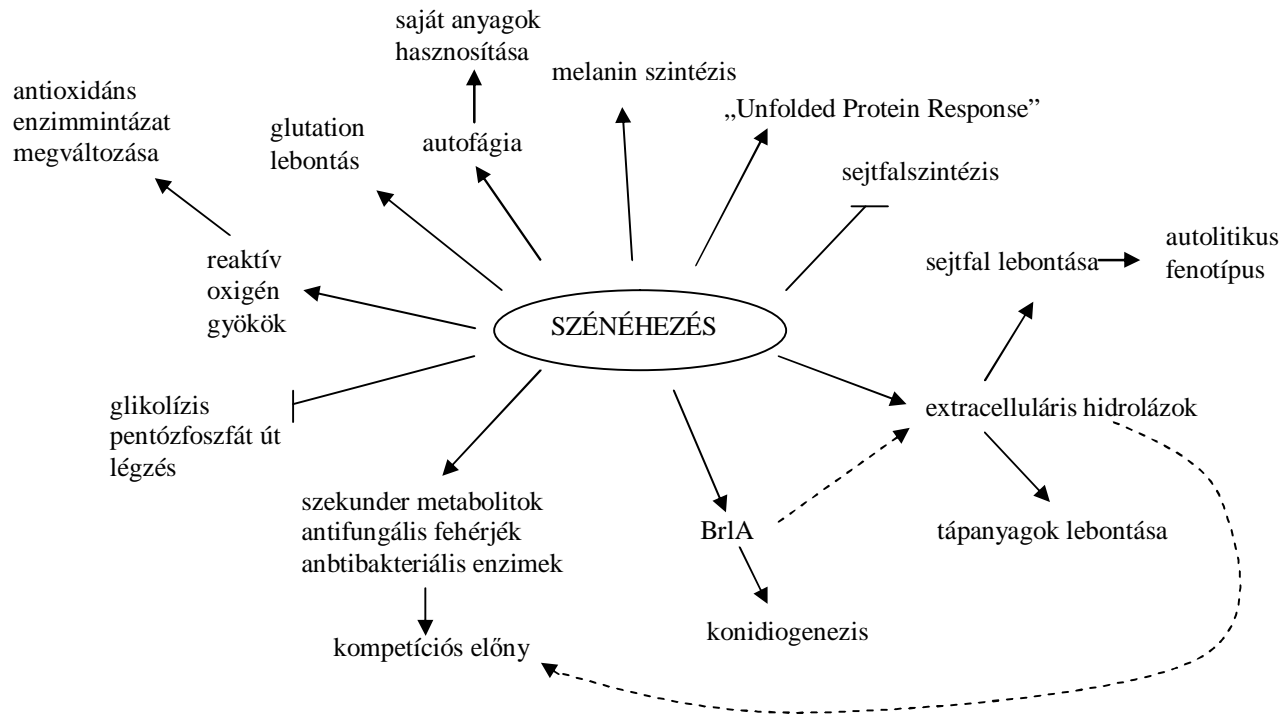 saját anyagok
hasznosítása
melanin szintézis
antioxidáns
enzimmintázat
megváltozása
„Unfolded Protein Response”
glutation
lebontás
autofágia
sejtfalszintézis
reaktív
oxigén
gyökök
sejtfal lebontása
autolitikus
fenotípus
SZÉNÉHEZÉS
glikolízis
pentózfoszfát út
légzés
extracelluláris hidrolázok
szekunder metabolitok
antifungális fehérjék
anbtibakteriális enzimek
BrlA
tápanyagok lebontása
konidiogenezis
kompetíciós előny